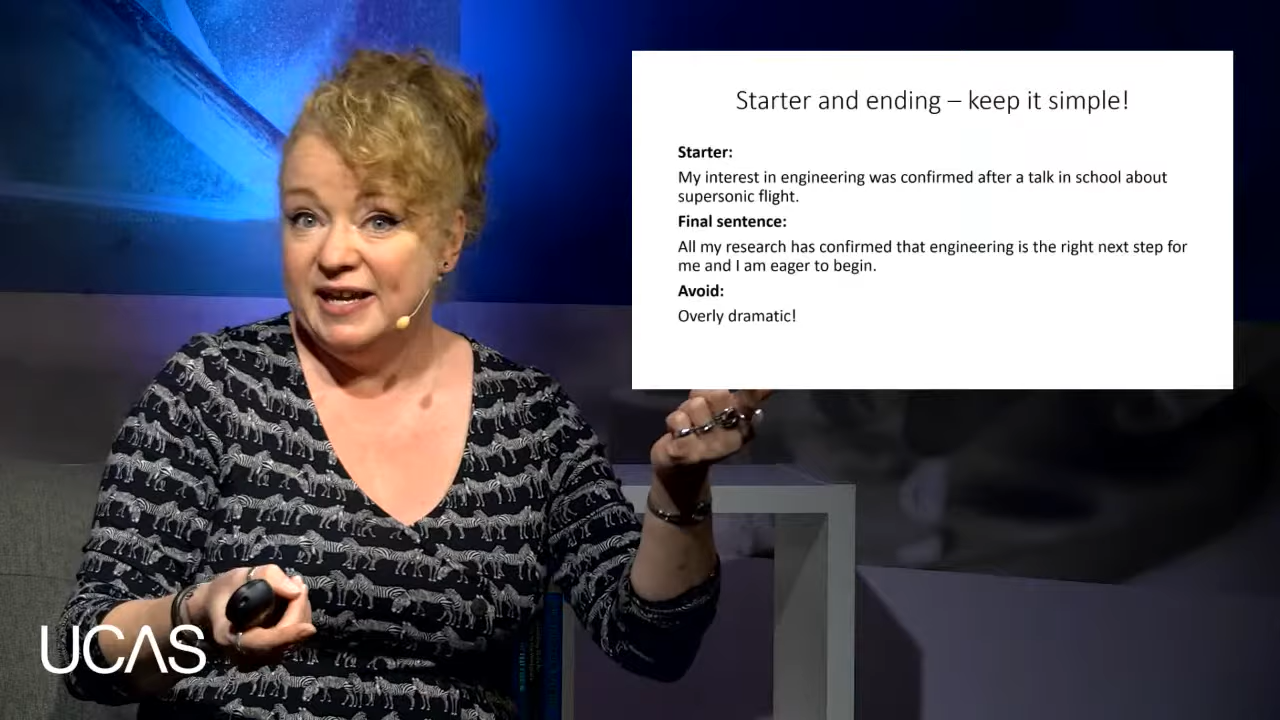 Starter and ending – keep it simple!
Starter:
My interest in engineering was confirmed after a talk in school about
supersonic flight.
Final sentence:
All my research has confirmed that engineering is the right next step for
me and I am eager to begin.
Avoid:
Overly dramatic!
UCAS